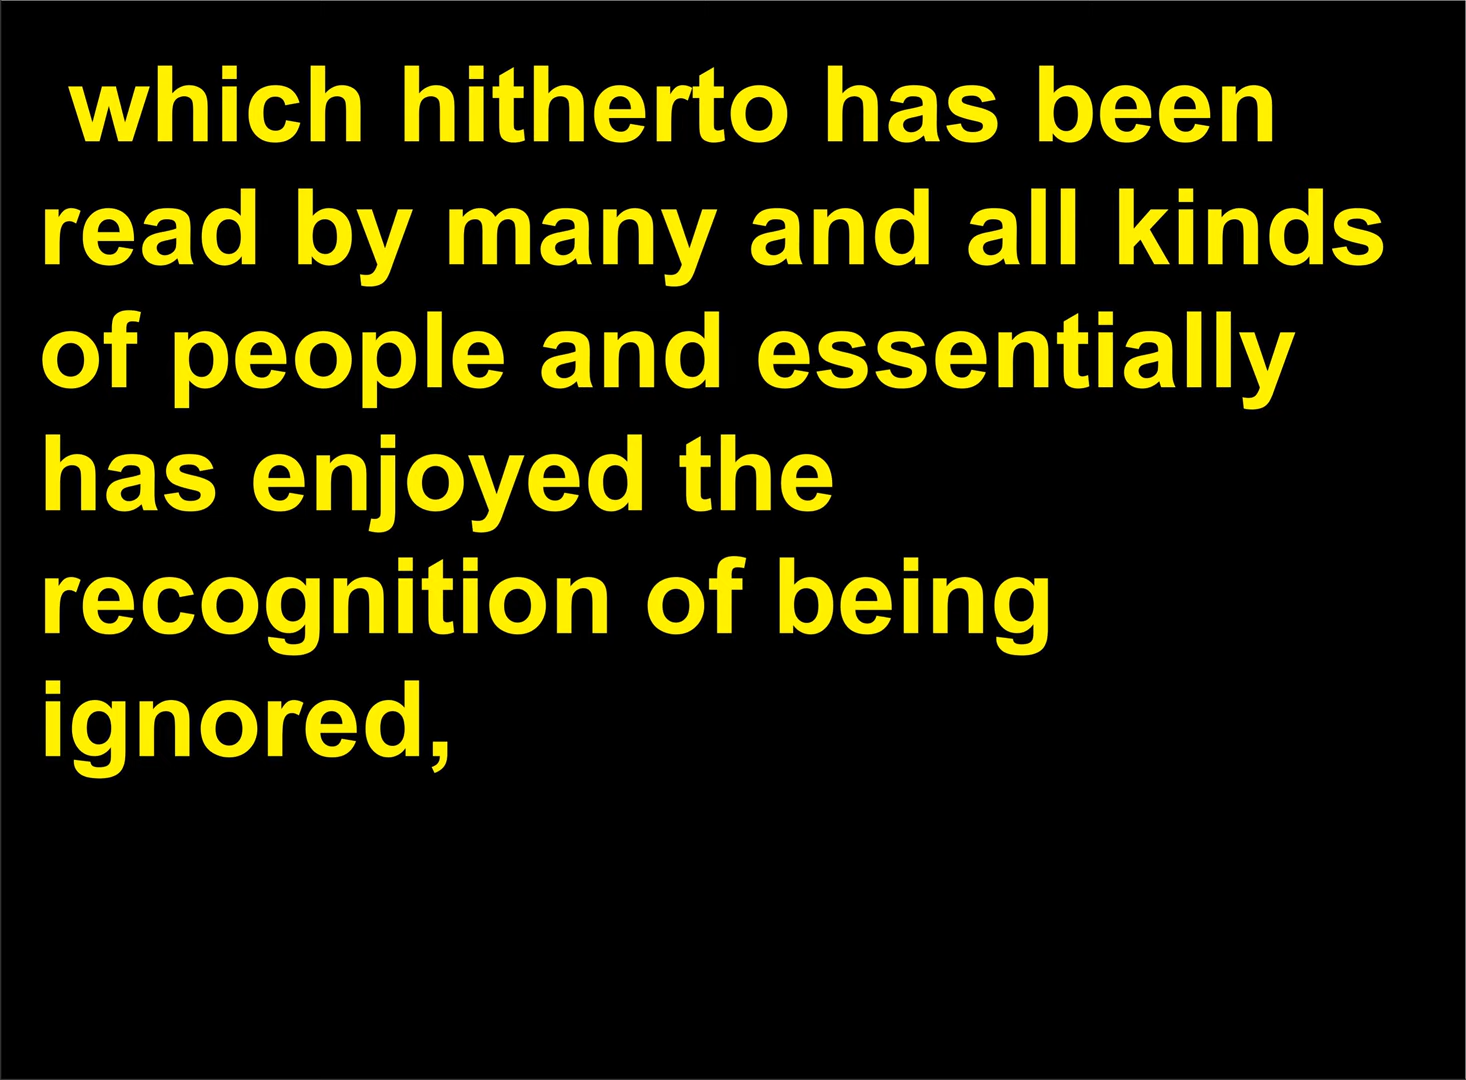 which hitherto has been
read by many and all kinds
of people and essentially
has enjoyed the
recognition of being
ignored,